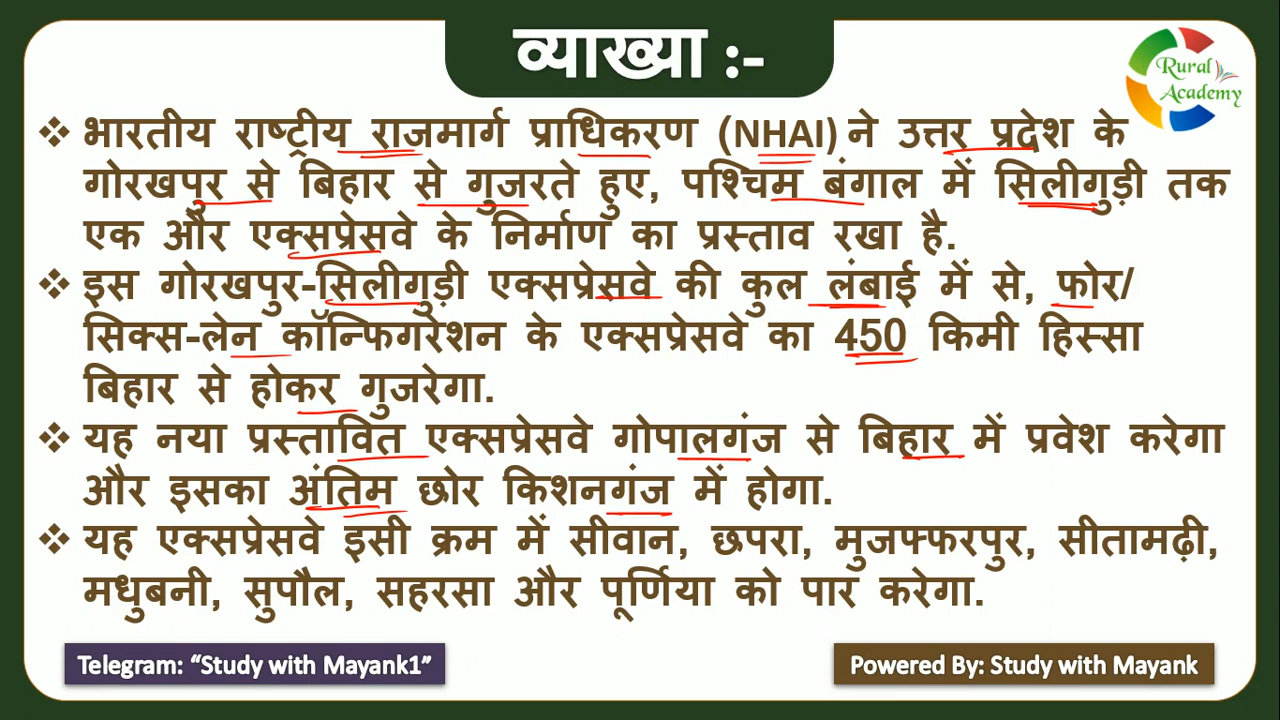 व्याख्या :-
Rural
Academy
❖ भारतीय राष्ट्रीय राजमार्ग प्राधिकरण (NHAI) ने उत्तर प्रदेश के
गोरखपुर से बिहार से गुजरते हुए, पश्चिम बंगाल में सिलीगुड़ी तक
एक और एक्सप्रेसवे के निर्माण का प्रस्ताव रखा है.
❖ इस गोरखपुर-सिलीगुड़ी एक्सप्रेसवे की कुल लंबाई में से, फोर/
सिक्स-लेन कॉन्फिगरेशन के एक्सप्रेसवे का 450 किमी हिस्सा
बिहार से होकर गुजरेगा.
❖ यह नया प्रस्तावित एक्सप्रेसवे गोपालगंज से बिहार में प्रवेश करेगा
और इसका अंतिम छोर किशनगंज में होगा.
❖ यह एक्सप्रेसवे इसी क्रम में सीवान, छपरा, मुजफ्फरपुर, सीतामढ़ी,
मधुबनी, सुपौल, सहरसा और पूर्णिया को पार करेगा.
Telegram: “Study with Mayank1”
Powered By: Study with Mayank